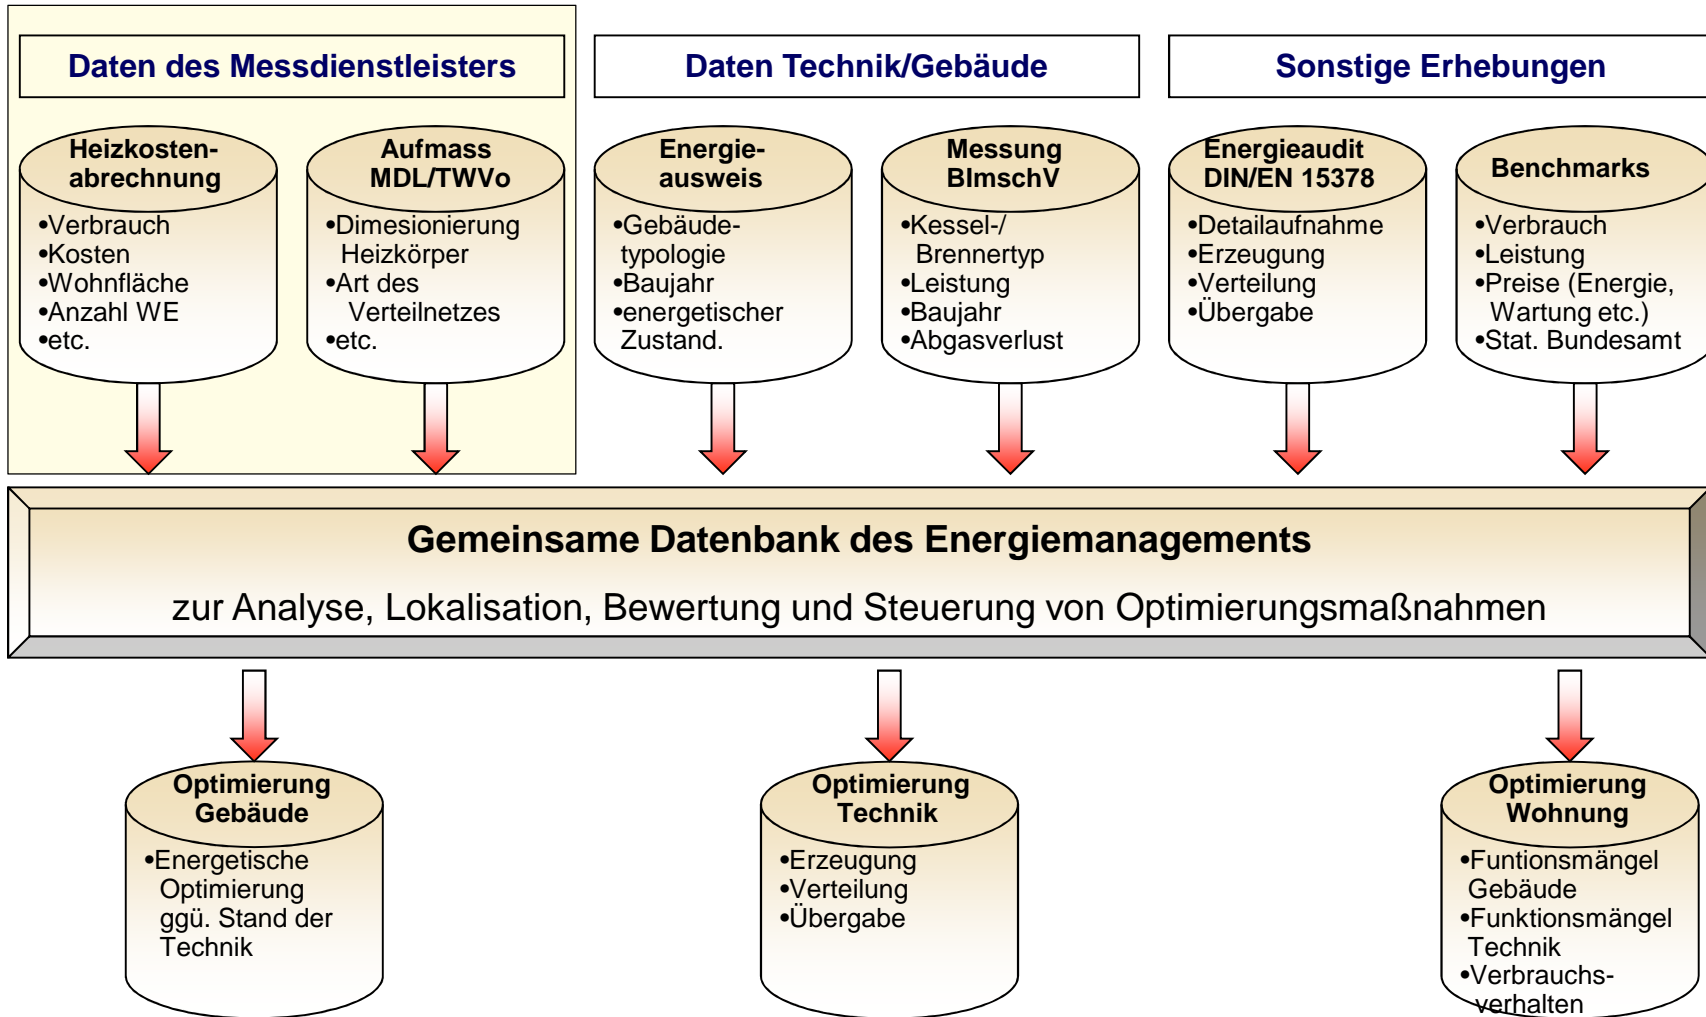 Daten des Messdienstleisters
Daten Technik/Gebäude
Sonstige Erhebungen
Heizkosten-
abrechnung
•Verbrauch
•Kosten
•Wohnfläche
•Anzahl WE
•etc.
Aufmass
MDL/TWVo
•Dimesionierung
Heizkörper
•Art des
Verteilnetzes
•etc.
Energie-
ausweis
•Gebäude-
typologie
•Baujahr
•energetischer
Zustand.
Messung
BImschV
•Kessel-/
Brennertyp
•Leistung
•Baujahr
•Abgasverlust
Energieaudit
DIN/EN 15378
•Detailaufnahme
•Erzeugung
•Verteilung
•Übergabe
Benchmarks
•Verbrauch
•Leistung
•Preise (Energie,
Wartung etc.)
•Stat. Bundesamt
Gemeinsame Datenbank des Energiemanagements
zur Analyse, Lokalisation, Bewertung und Steuerung von Optimierungsmaßnahmen
Optimierung
Gebäude
•Energetische
Optimierung
ggü. Stand der
Technik
Optimierung
Technik
•Erzeugung
•Verteilung
•Übergabe
Optimierung
Wohnung
•Funtionsmängel
Gebäude
•Funktionsmängel
Technik
•Verbrauchs-
verhalten